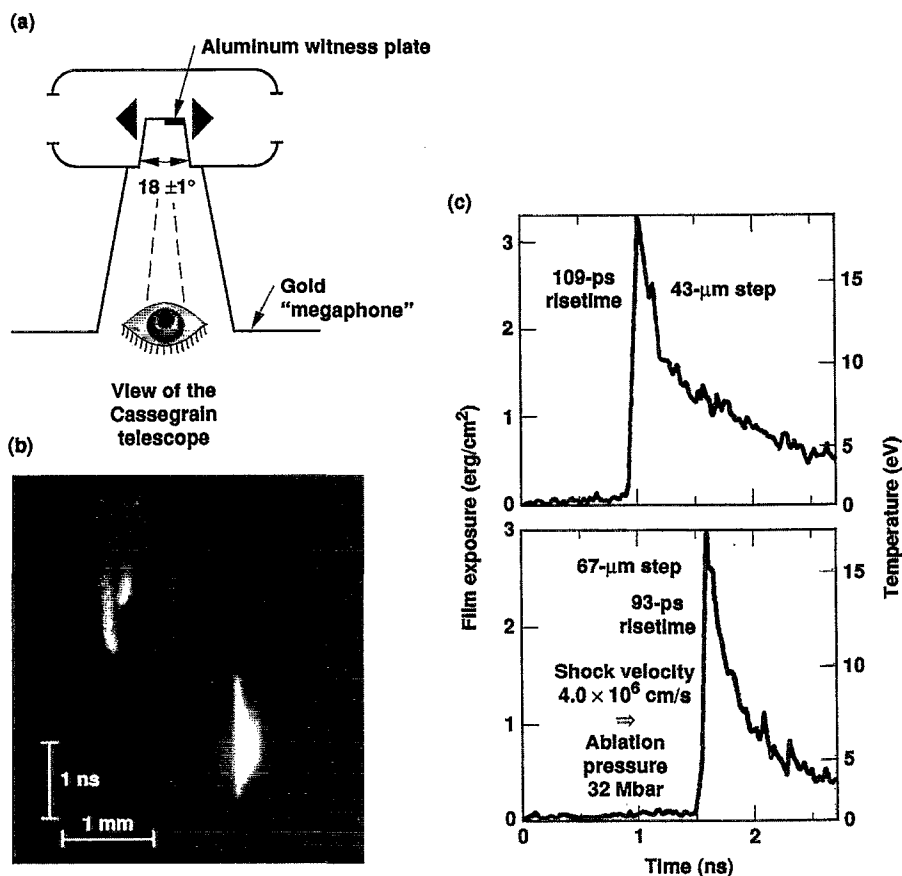 (a)
Aluminum witness plate
18 ±1°
Gold
"megaphone"
View of the
Cassegrain
telescope
(b)
1 ns
1 mm
(c)
Film exposure (erg/cm²)
Temperature (eV)
3
2
1
0
15
10
5
0
109-ps
risetime
43-μm step
3
2
1
0
15
10
5
0
67-μm step
93-ps
risetime
Shock velocity
4.0 × 10⁶ cm/s
⇒
Ablation
pressure
32 Mbar
0
1
2
Time (ns)